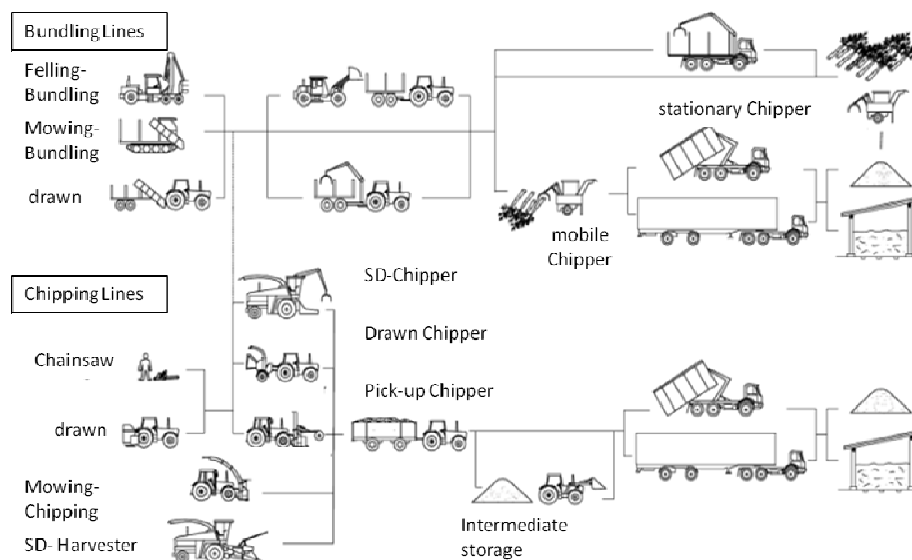 Bundling Lines
Felling-
Bundling
Mowing-
Bundling
drawn
stationary Chipper
mobile
Chipper
Chipping Lines
SD-Chipper
Drawn Chipper
Pick-up Chipper
Chainsaw
drawn
Mowing-
Chipping
SD- Harvester
Intermediate
storage